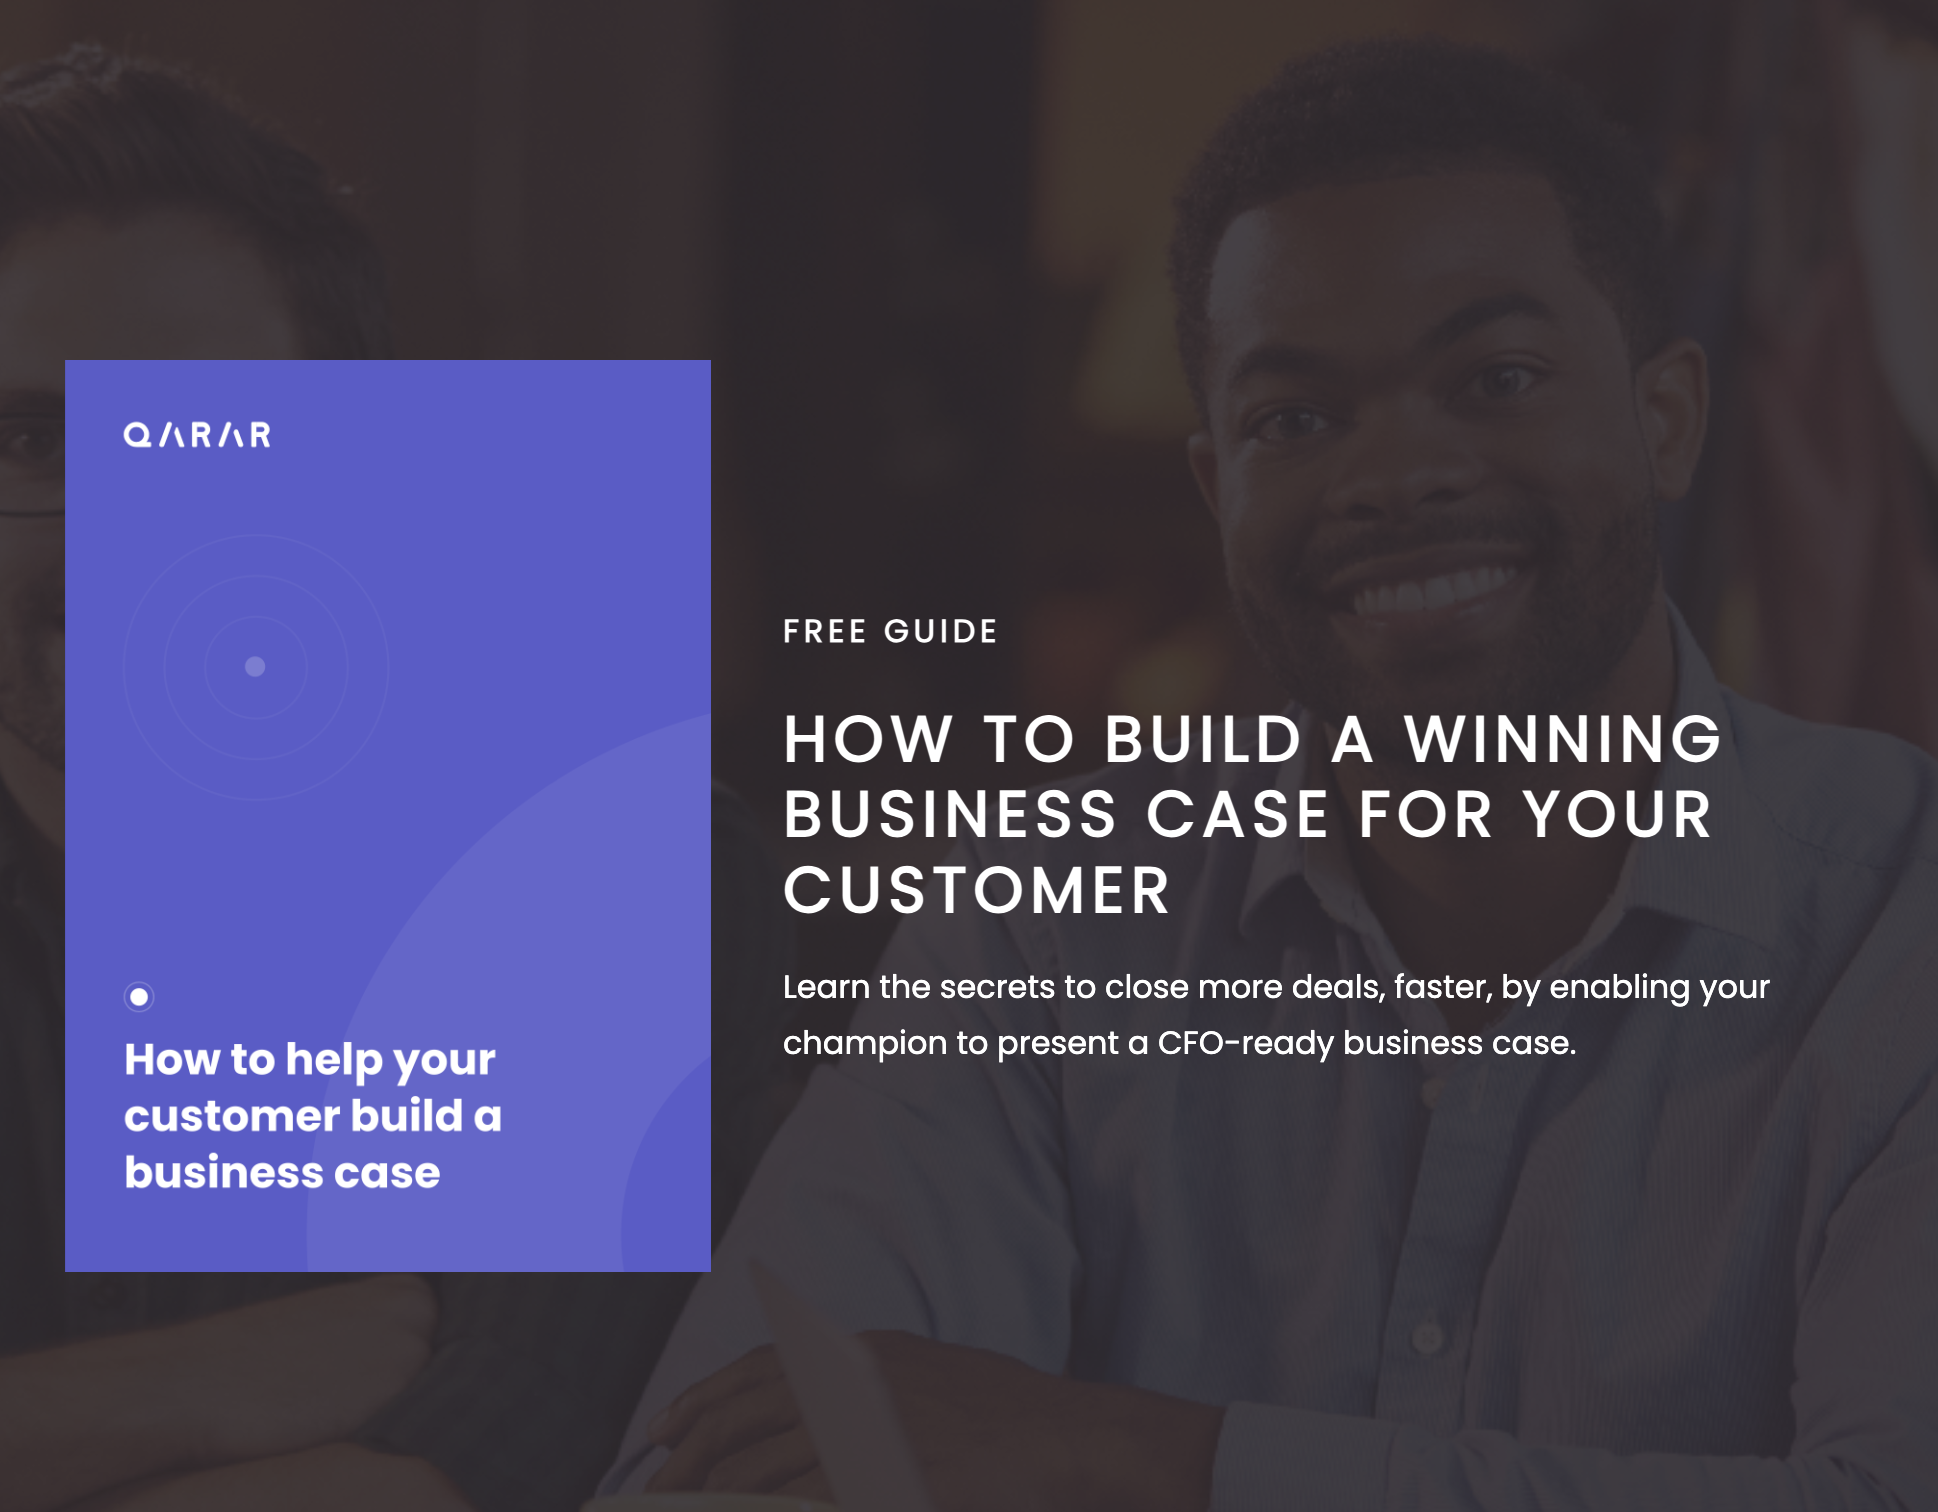 QARAR
How to help your
customer build a
business case
FREE GUIDE
HOW TO BUILD A WINNING
BUSINESS CASE FOR YOUR
CUSTOMER
Learn the secrets to close more deals, faster, by enabling your
champion to present a CFO-ready business case.